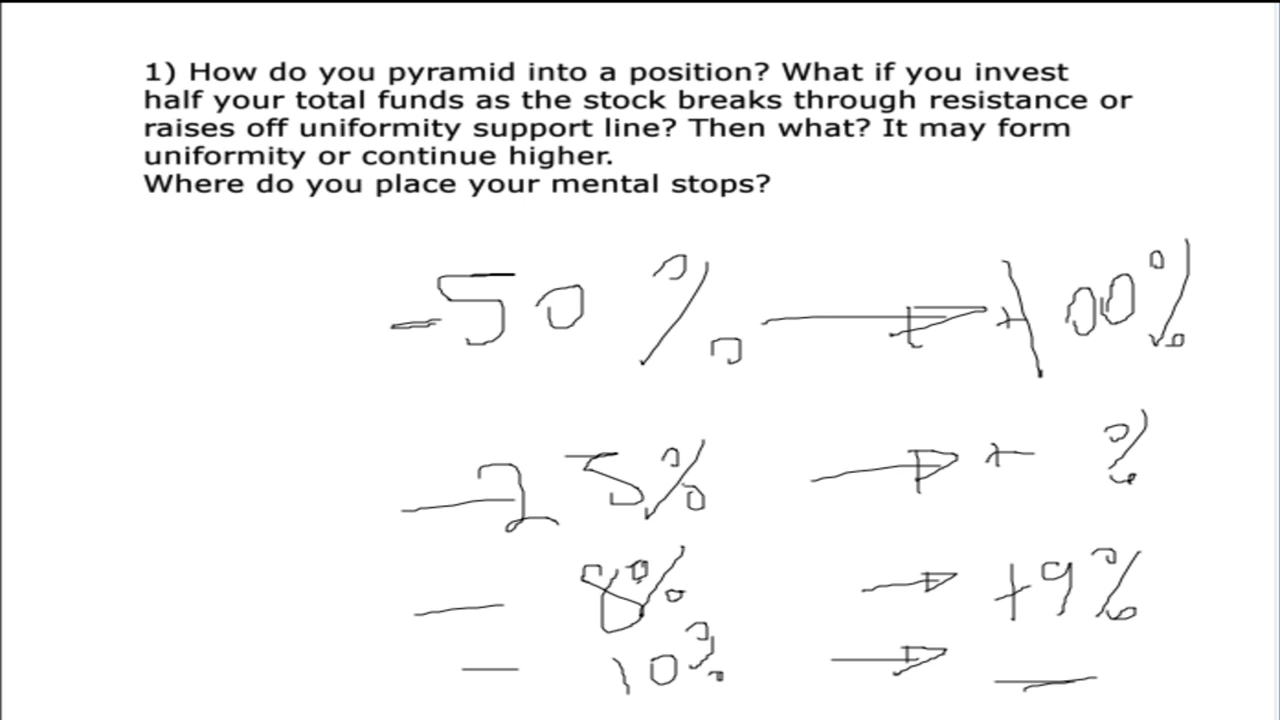 1) How do you pyramid into a position? What if you invest
half your total funds as the stock breaks through resistance or
raises off uniformity support line? Then what? It may form
uniformity or continue higher.
Where do you place your mental stops?
-50% → +100%
-25% → + %
- 8% → +9%
- 10% → —